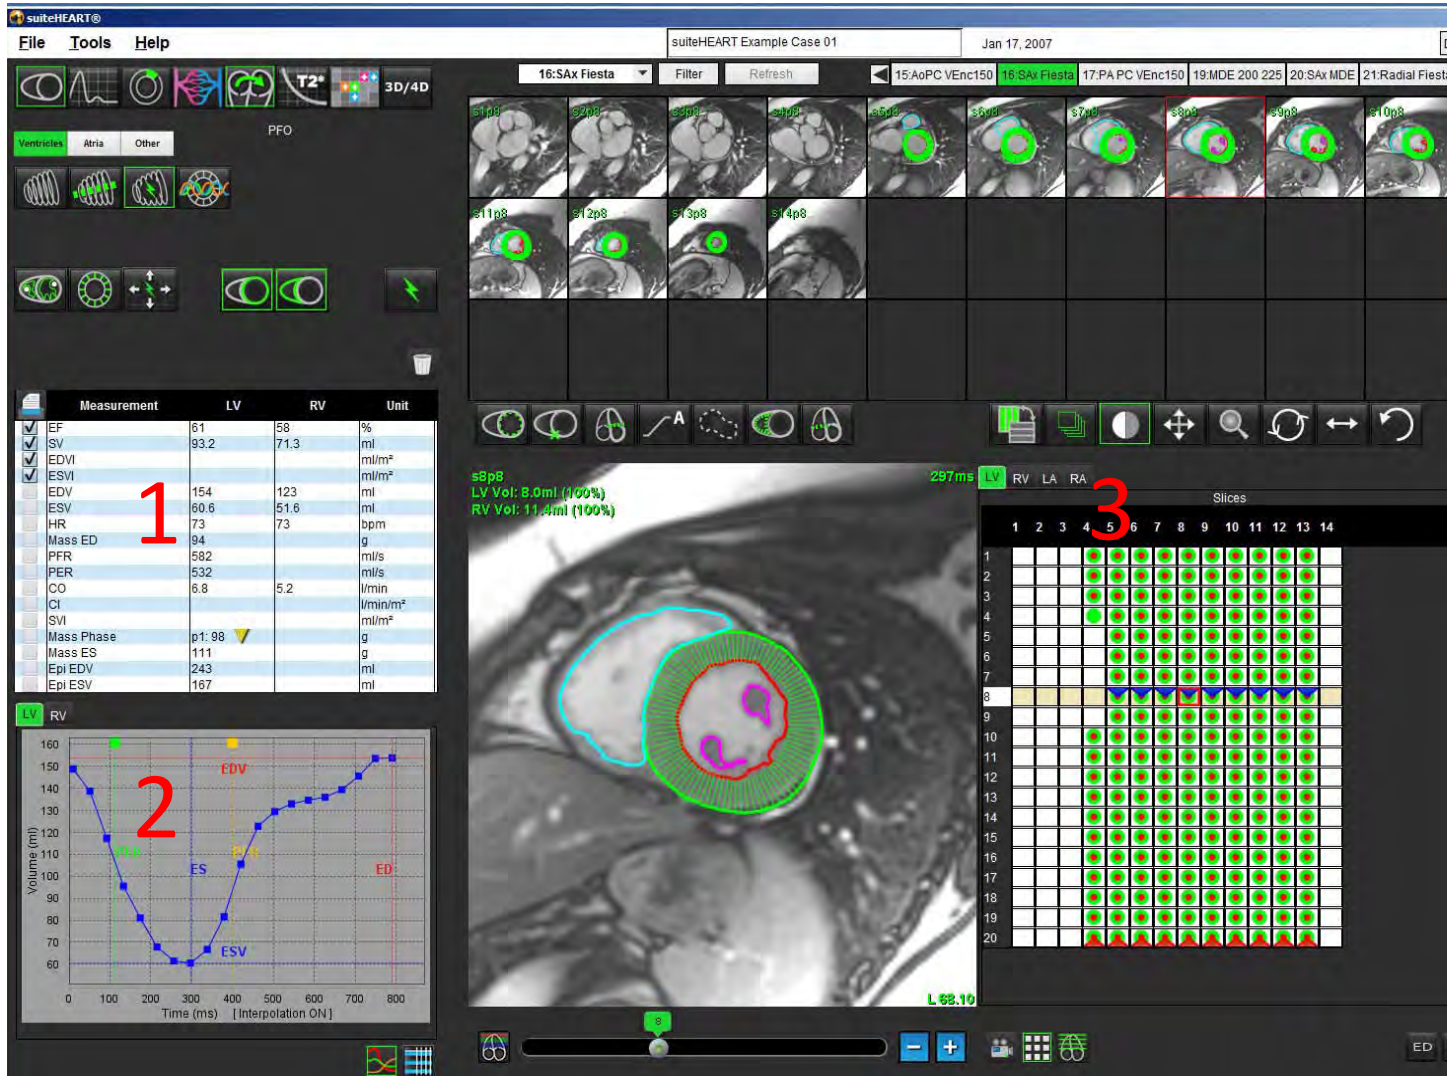 suiteHEART®
File Tools Help
suiteHEART Example Case 01
Jan 17, 2007
T2*
3D/4D
16:SAx Fiesta
Filter
Refresh
15:AoPC VEnc150
16:SAx Fiesta
17:PA PC VEnc150
19:MDE 200 225
20:SAx MDE
21:Radial Fiesta
PFO
Ventricles Atria Other
s1p8 s2p8 s3p8 s4p8 s5p8 s6p8 s7p8 s8p8 s9p8 s10p8
s11p8 s12p8 s13p8 s14p8
A
Measurement LV RV Unit
EF 61 58 %
SV 93.2 71.3 ml
EDVI ml/m²
ESVI ml/m²
EDV 154 123 ml
ESV 60.6 51.6 ml
HR 73 73 bpm
Mass ED 94 g
PFR 582 ml/s
PER 532 ml/s
CO 6.8 5.2 l/min
CI l/min/m²
SVI ml/m²
Mass Phase p1: 98 g
Mass ES 111 g
Epi EDV 243 ml
Epi ESV 167 ml
1
LV RV
160
150
140
130
120
110
100
90
80
70
60
Volume (ml)
EDV
PER
ES
PFR
ED
ESV
0 100 200 300 400 500 600 700 800
Time (ms) [ Interpolation ON ]
2
s8p8
LV Vol: 8.0ml (100%)
RV Vol: 11.4ml (100%)
297ms
L 68.10
8
LV RV LA RA
3
Slices
1 2 3 4 5 6 7 8 9 10 11 12 13 14
1
2
3
4
5
6
7
8
9
10
11
12
13
14
15
16
17
18
19
20
ED